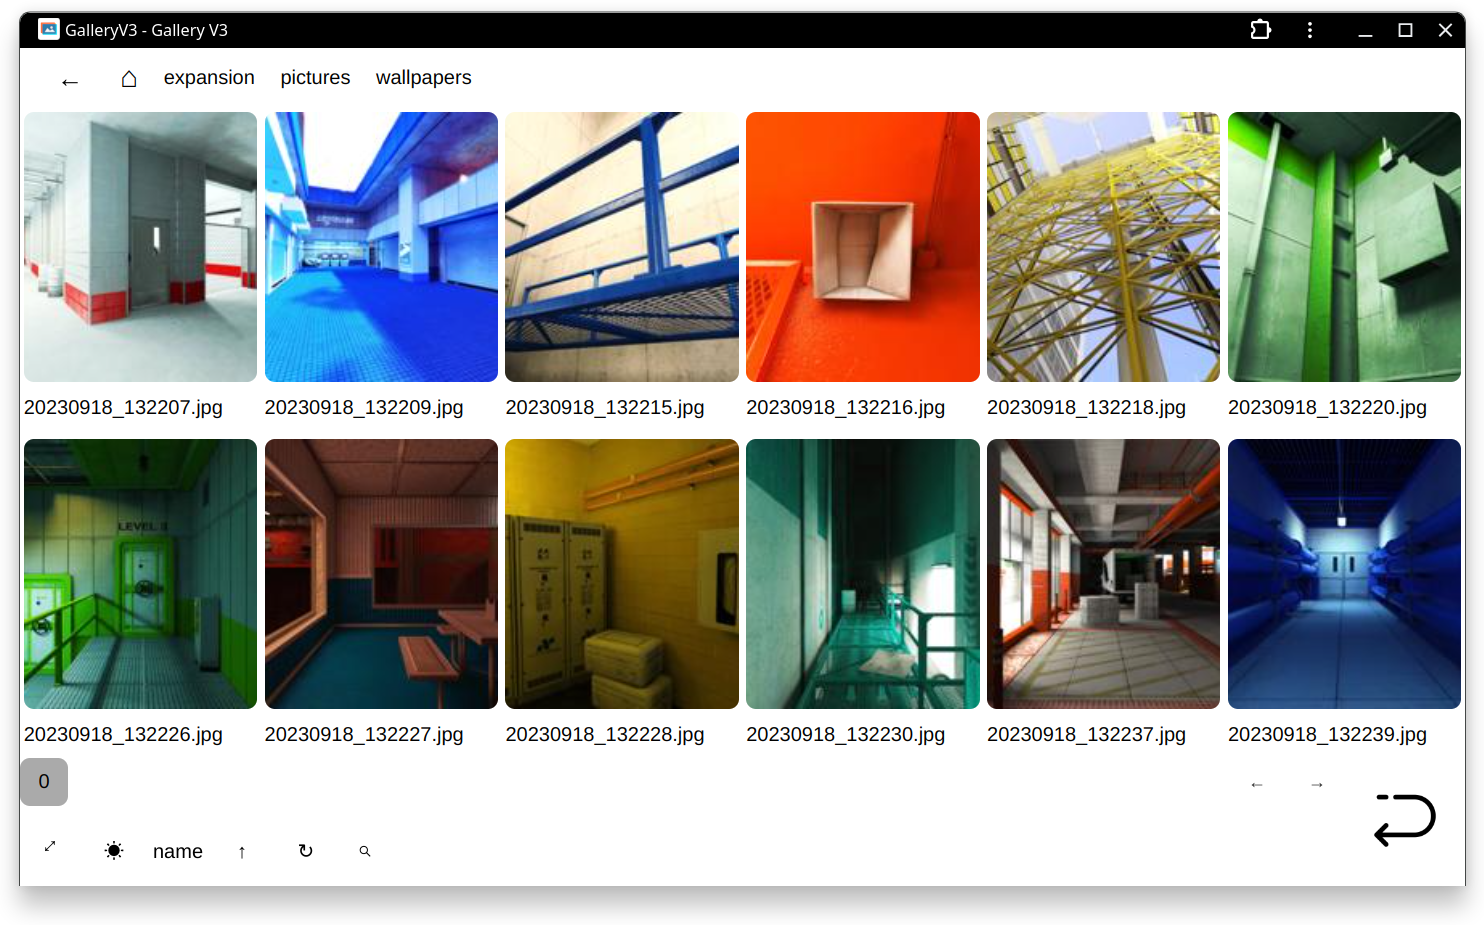 GalleryV3 - Gallery V3
expansion pictures wallpapers
20230918_132207.jpg 20230918_132209.jpg 20230918_132215.jpg 20230918_132216.jpg 20230918_132218.jpg 20230918_132220.jpg
LEVEL 3
20230918_132226.jpg 20230918_132227.jpg 20230918_132228.jpg 20230918_132230.jpg 20230918_132237.jpg 20230918_132239.jpg
0
name